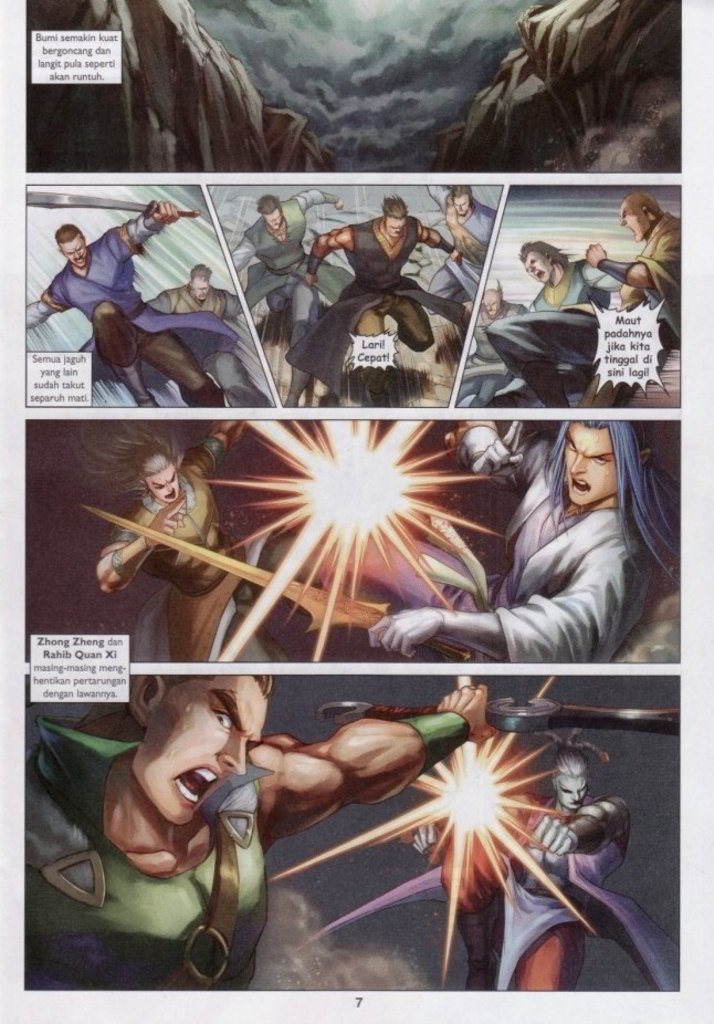 Bumi semakin kuat
bergoncang dan
langit pula seperti
akan runtuh.
Semua jaguh
yang lain
sudah takut
separuh mati.
Lari!
Cepat!
Maut
padahnya
jika kita
tinggal di
sini lagi!
Zhong Zheng dan
Rahib Quan Xi
masing-masing meng-
hentikan pertarungan
dengan lawannya.
7